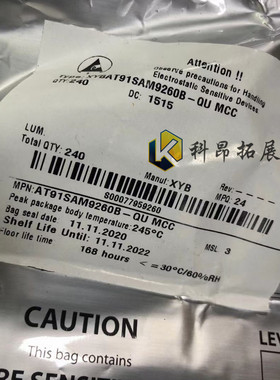 Attention !!
Observe precautions for Handling
Electrostatic Sensitive Devices
TYPE: XYBAT91SAM9260B-QU MCC
QTY: 240
DC: 1515
科昂拓展
LUM.
Total QTY: 240
Manuf XYB
Rev: - - - -
MPQ: 24
S00077959260
MPN: AT91SAM9260B-QU MCC
Peak package body temperature: 245°C
MSL: 3
Bag seal date: 11.11.2020
Shelf Life Until: 11.11.2022
Floor life time
168 hours <=30°C/60%RH
CAUTION
This bag contains